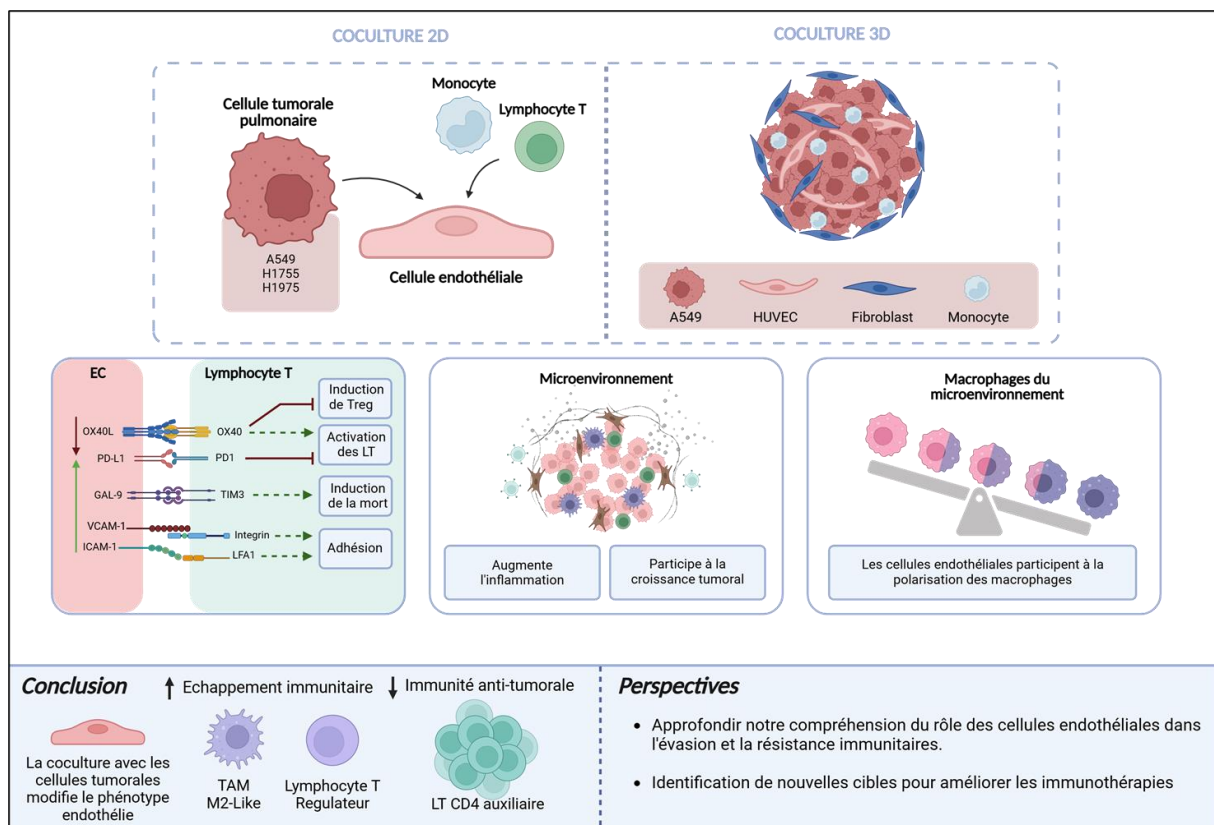 COCULTURE 2D
COCULTURE 3D
Monocyte
Lymphocyte T
Cellule tumorale
pulmonaire
A549
H1755
H1975
Cellule endothéliale
A549
HUVEC
Fibroblast
Monocyte
EC
Lymphocyte T
OX40L
OX40
PD-L1
PD1
GAL-9
TIM3
VCAM-1
Integrin
ICAM-1
LFA1
Induction
de Treg
Activation
des LT
Induction
de la mort
Adhésion
Microenvironnement
Augmente
l'inflammation
Participe à la
croissance tumoral
Macrophages du
microenvironnement
Les cellules endothéliales participent à la
polarisation des macrophages
Conclusion
Echappement immunitaire
Immunité anti-tumorale
La coculture avec les
cellules tumorales
modifie le phénotype
endothélie
TAM
M2-Like
Lymphocyte T
Regulateur
LT CD4 auxiliaire
Perspectives
• Approfondir notre compréhension du rôle des cellules endothéliales dans
l'évasion et la résistance immunitaires.
• Identification de nouvelles cibles pour améliorer les immunothérapies